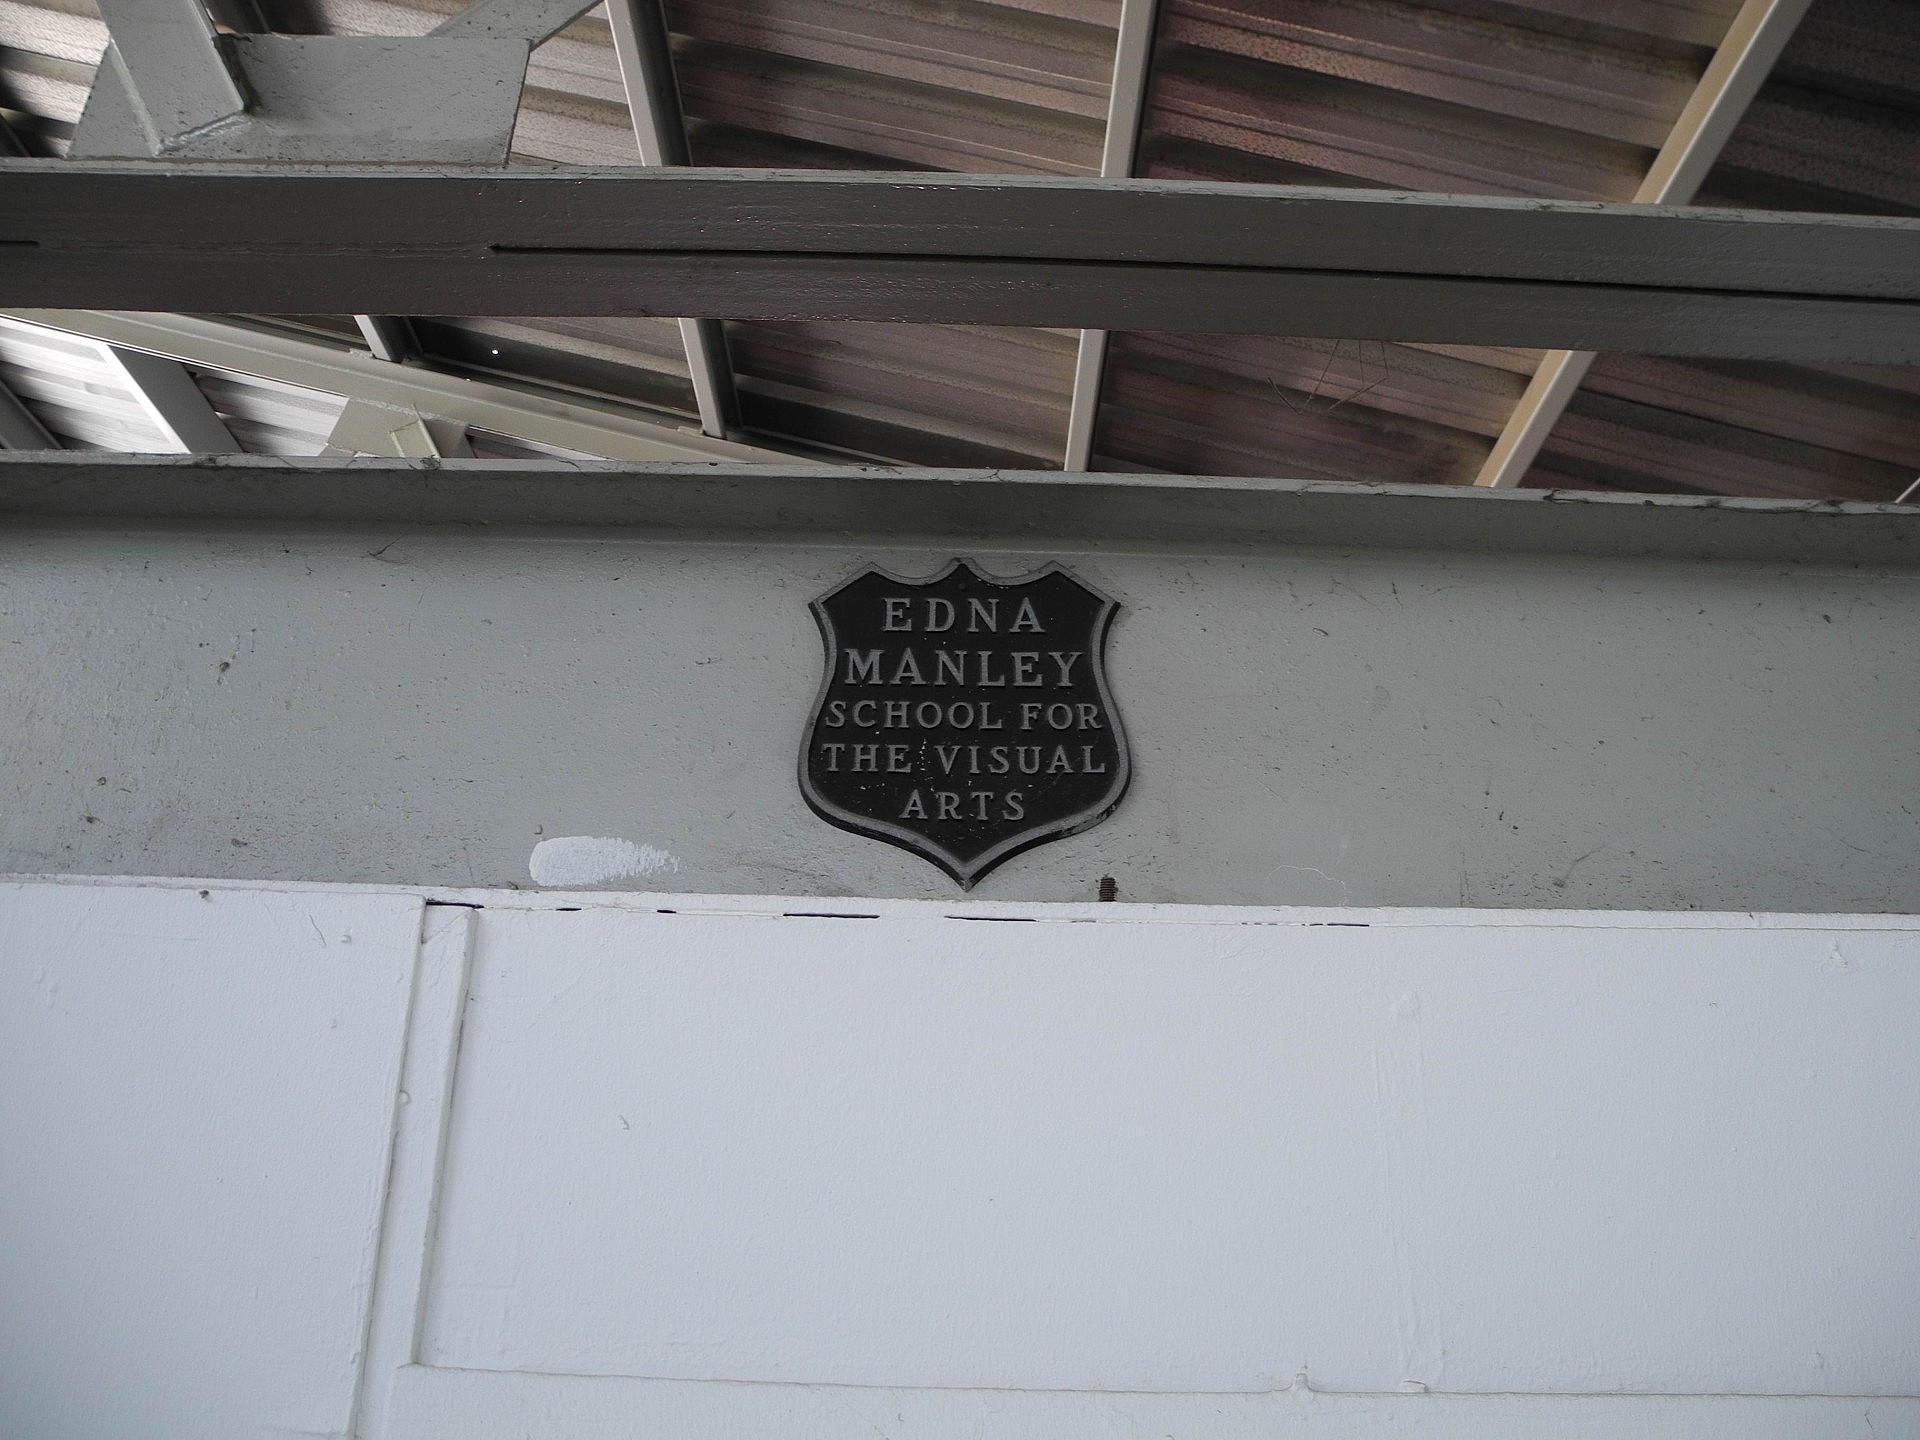 EDNA
MANLEY
SCHOOL FOR
THE VISUAL
ARTS